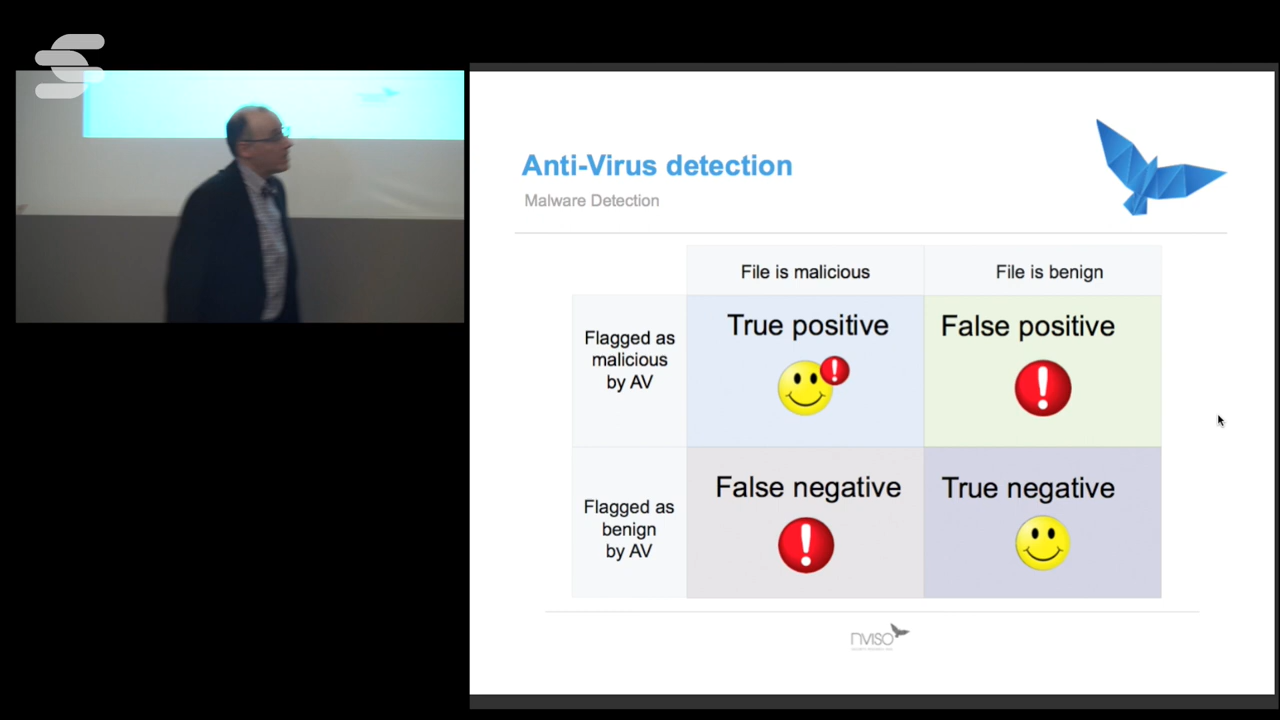 Anti-Virus detection
Malware Detection
File is malicious
File is benign
Flagged as
malicious
by AV
True positive
False positive
Flagged as
benign
by AV
False negative
True negative
NVISO